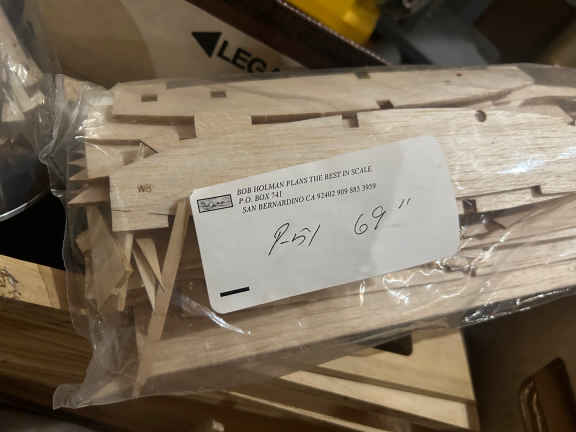 LEG
BOB HOLMAN PLANS THE BEST IN SCALE
P.O. BOX 741
SAN BERNARDINO CA 92402 909 885 3959
P-51 69"
W8